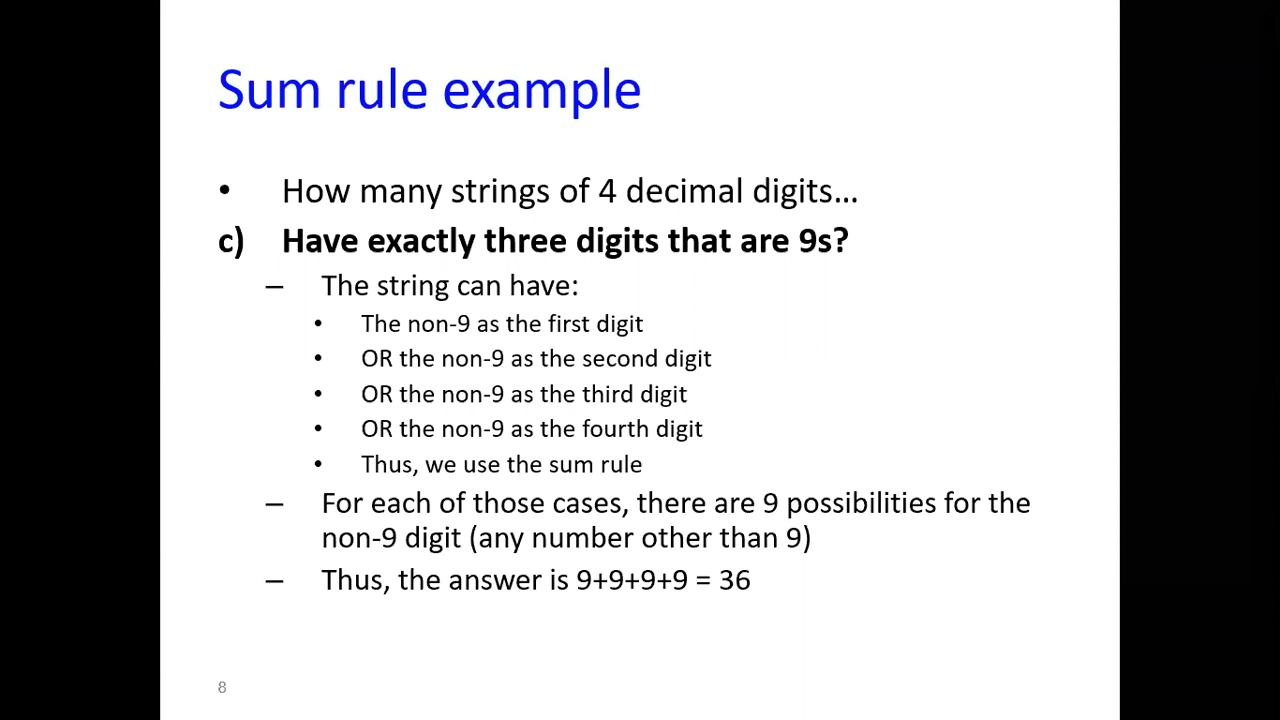 Sum rule example
• How many strings of 4 decimal digits…
c) Have exactly three digits that are 9s?
– The string can have:
• The non-9 as the first digit
• OR the non-9 as the second digit
• OR the non-9 as the third digit
• OR the non-9 as the fourth digit
• Thus, we use the sum rule
– For each of those cases, there are 9 possibilities for the
non-9 digit (any number other than 9)
– Thus, the answer is 9+9+9+9 = 36
8